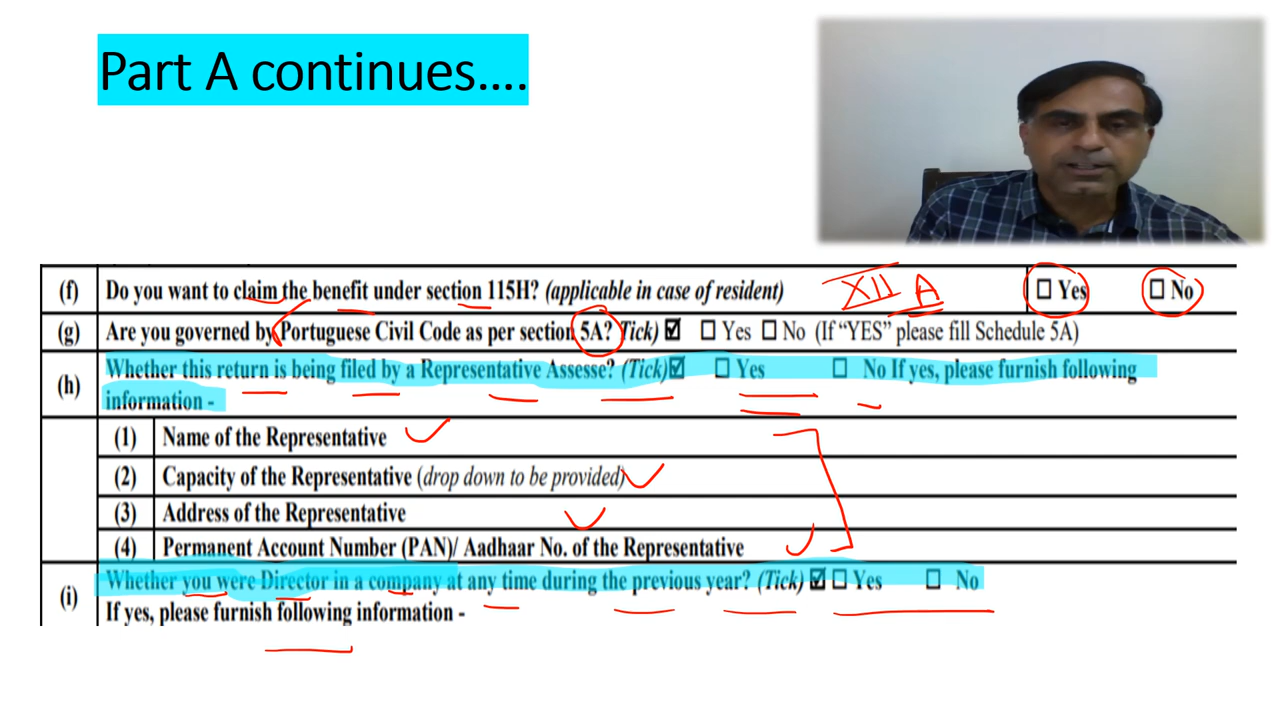 Part A continues....
(f) Do you want to claim the benefit under section 115H? (applicable in case of resident) XII A ☐ Yes ☐ No
(g) Are you governed by Portuguese Civil Code as per section 5A? Tick) ☑ ☐ Yes ☐ No (If “YES” please fill Schedule 5A)
(h) Whether this return is being filed by a Representative Assesse? (Tick) ☑ ☐ Yes ☐ No If yes, please furnish following
information -
(1) Name of the Representative
(2) Capacity of the Representative (drop down to be provided)
(3) Address of the Representative
(4) Permanent Account Number (PAN)/ Aadhaar No. of the Representative
(i) Whether you were Director in a company at any time during the previous year? (Tick) ☑ ☐ Yes ☐ No
If yes, please furnish following information -